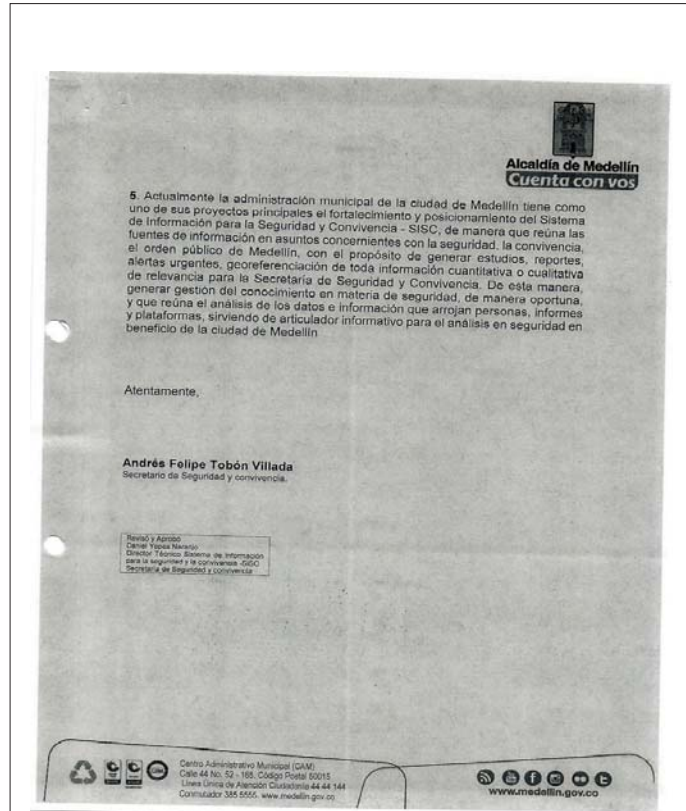 Alcaldía de Medellín
Cuenta con vos
5. Actualmente la administración municipal de la ciudad de Medellín tiene como
uno de sus proyectos principales el fortalecimiento y posicionamiento del Sistema
de Información para la Seguridad y Convivencia - SISC, de manera que reúna las
fuentes de información en asuntos concernientes con la seguridad, la convivencia,
el orden público de Medellín, con el propósito de generar estudios, reportes,
alertas urgentes, georeferenciación de toda información cuantitativa o cualitativa
de relevancia para la Secretaría de Seguridad y Convivencia. De esta manera,
generar gestión del conocimiento en materia de seguridad, de manera oportuna,
y que reúna el análisis de los datos e información que arrojan personas, informes
y plataformas, sirviendo de articulador informativo para el análisis en seguridad en
beneficio de la ciudad de Medellín
Atentamente,
Andrés Felipe Tobón Villada
Secretario de Seguridad y convivencia.
Revisó y Aprobó
Daniel Yepes Naranjo
Director Técnico Sistema de Información
para la seguridad y la convivencia -SISC
Secretaría de Seguridad y convivencia
Centro Administrativo Municipal (CAM)
Calle 44 No. 52 - 165. Código Postal 50015
Línea Única de Atención Ciudadanía 44 44 144
Conmutador 385 5555. www.medellin.gov.co
www.medellin.gov.co